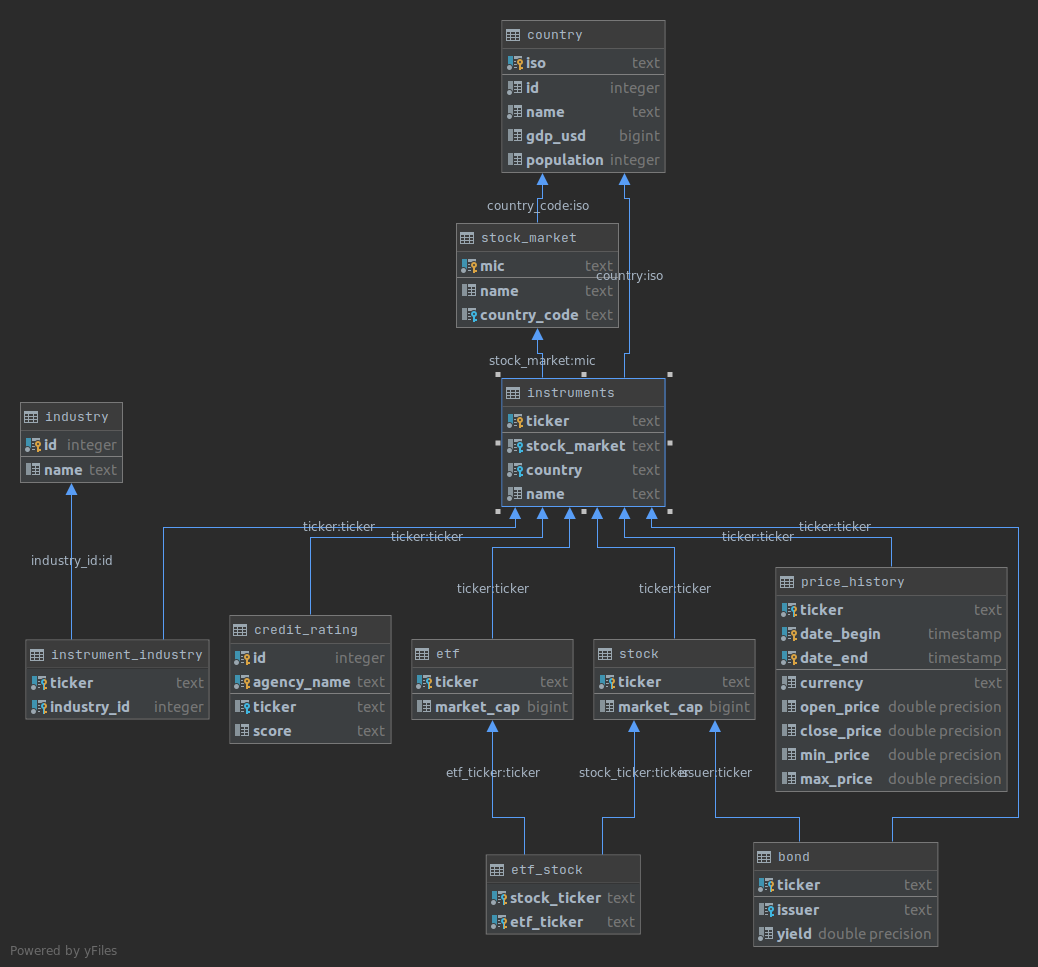 country
iso text
id integer
name text
gdp_usd bigint
population integer
country_code:iso
stock_market
mic text
name text
country_code text
country:iso
stock_market:mic
instruments
ticker text
stock_market text
country text
name text
industry
id integer
name text
industry_id:id
ticker:ticker
ticker:ticker
ticker:ticker
ticker:ticker
ticker:ticker
ticker:ticker
instrument_industry
ticker text
industry_id integer
credit_rating
id integer
agency_name text
ticker text
score text
etf
ticker text
market_cap bigint
stock
ticker text
market_cap bigint
price_history
ticker text
date_begin timestamp
date_end timestamp
currency text
open_price double precision
close_price double precision
min_price double precision
max_price double precision
etf_ticker:ticker
stock_ticker:ticker
issuer:ticker
etf_stock
stock_ticker text
etf_ticker text
bond
ticker text
issuer text
yield double precision
Powered by yFiles